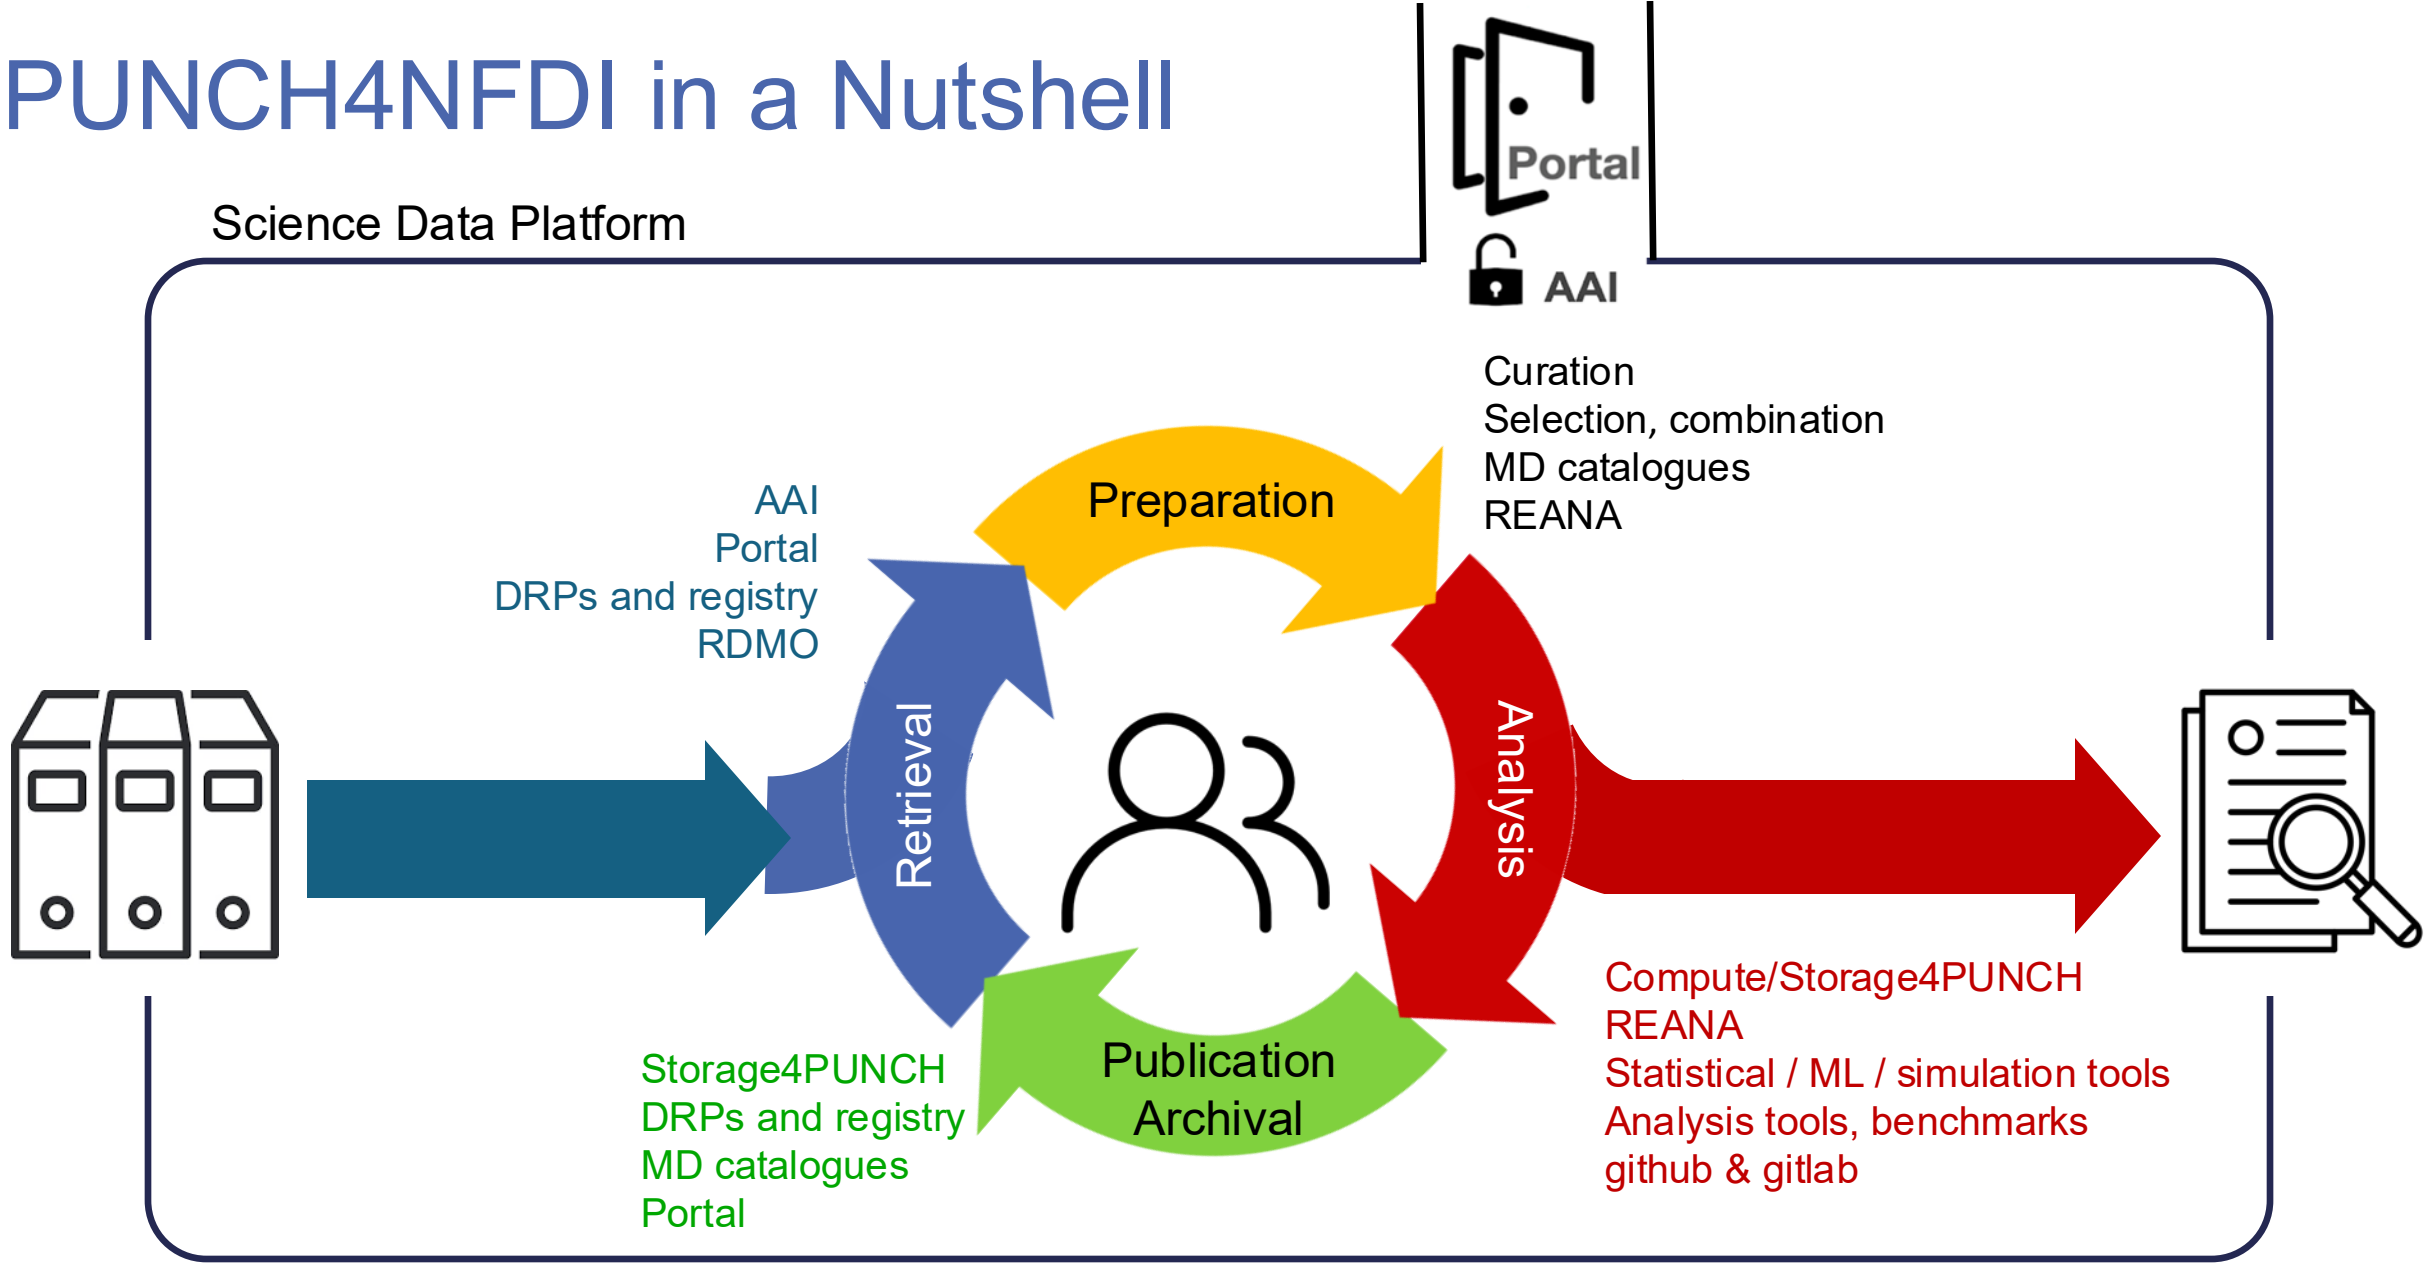 PUNCH4NFDI in a Nutshell
Portal
Science Data Platform
AAI
Curation
Selection, combination
MD catalogues
REANA
AAI
Portal
DRPs and registry
RDMO
Preparation
Retrieval
Analysis
Publication
Archival
Storage4PUNCH
DRPs and registry
MD catalogues
Portal
Compute/Storage4PUNCH
REANA
Statistical / ML / simulation tools
Analysis tools, benchmarks
github & gitlab